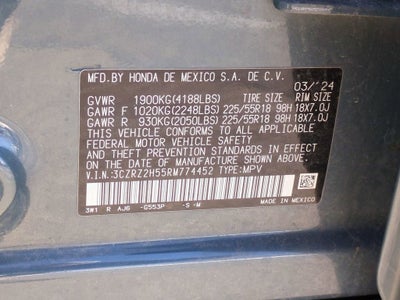 MFD.BY HONDA DE MEXICO S.A. DE C.V.
03/'24
GVWR 1900KG(4188LBS) TIRE SIZE RIM SIZE
GAWR F 1020KG(2248LBS) 225/55R18 98H 18X7.0J
GAWR R 930KG(2050LBS) 225/55R18 98H 18X7.0J
THIS VEHICLE CONFORMS TO ALL APPLICABLE
FEDERAL MOTOR VEHICLE SAFETY
AND THEFT PREVENTION STANDARDS IN EFFECT
ON THE DATE OF MANUFACTURE SHOWN ABOVE.
V.I.N.:3CZRZ2H55RM774452 TYPE:MPV
3W1 R AJG -G553P -S -M